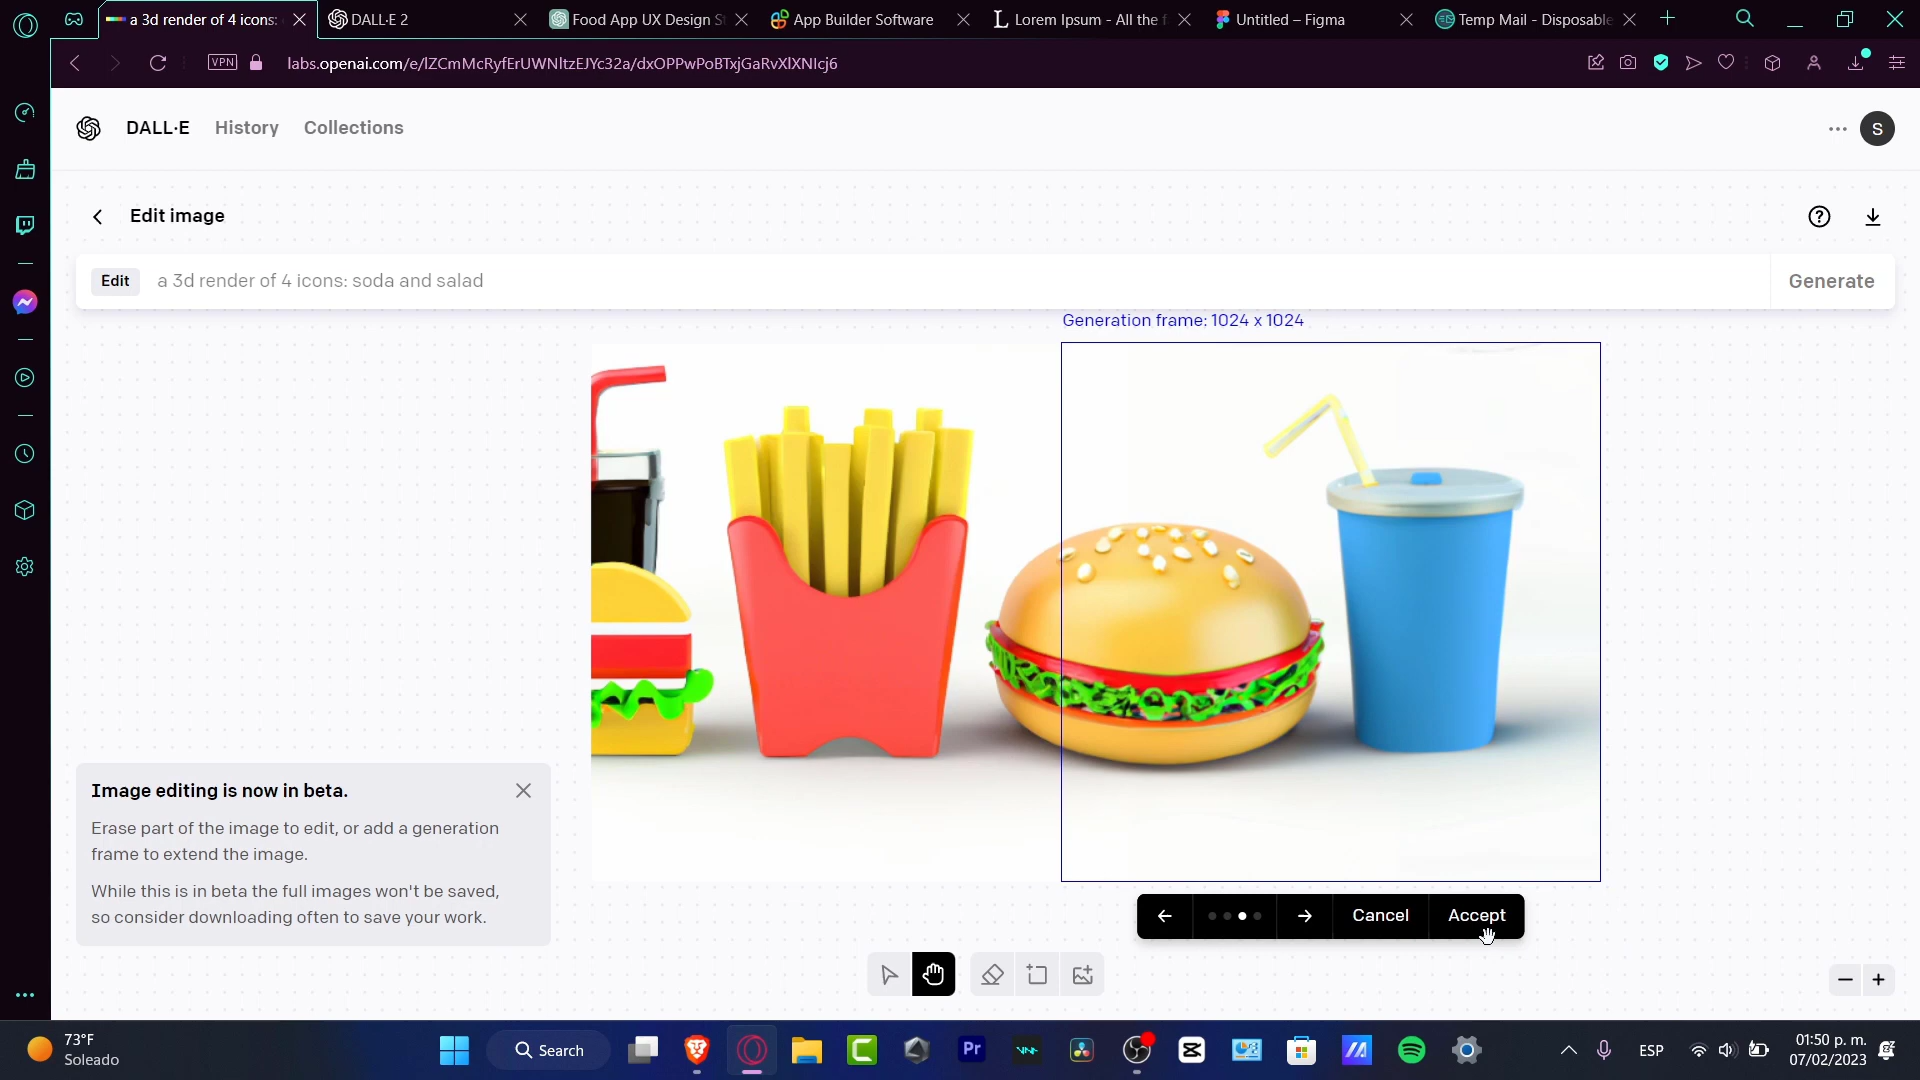 a 3d render of 4 icons:
DALL·E 2
Food App UX Design St
App Builder Software
Lorem Ipsum - All the f
Untitled – Figma
Temp Mail - Disposable
VPN
labs.openai.com/e/lZCmMcRyfErUWNltzEJYc32a/dxOPPwPoBTxjGaRvXlXNIcj6
DALL·E
History
Collections
S
Edit image
Edit
a 3d render of 4 icons: soda and salad
Generate
Generation frame: 1024 x 1024
Image editing is now in beta.
Erase part of the image to edit, or add a generation
frame to extend the image.
While this is in beta the full images won't be saved,
so consider downloading often to save your work.
Cancel
Accept
73°F
Soleado
Search
Pr
ESP
01:50 p. m.
07/02/2023